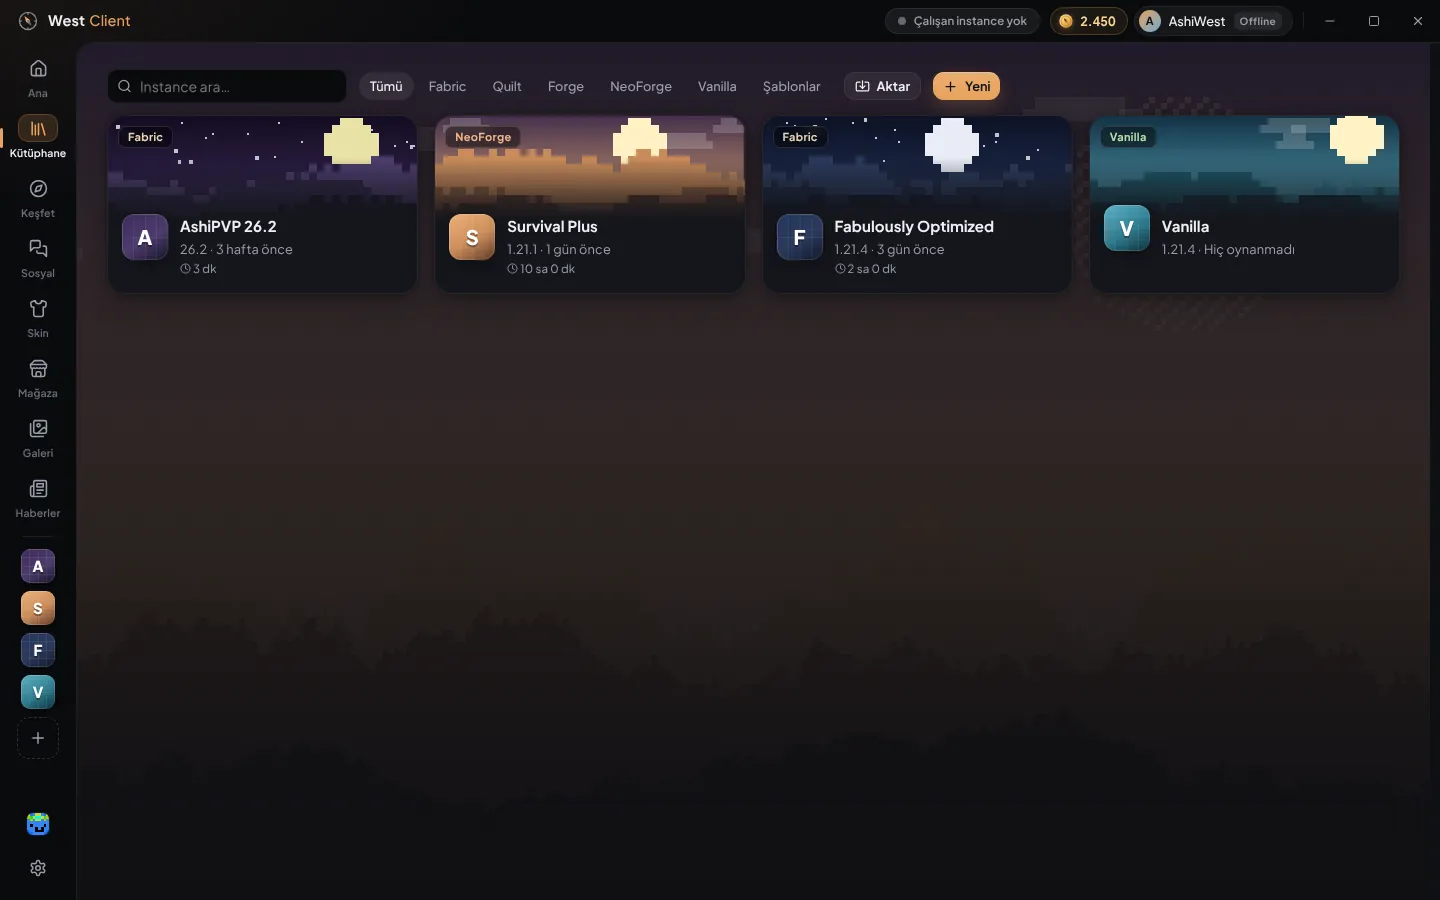 West Client
Çalışan instance yok
2.450
A
AshiWest
Offline
Ana
Kütüphane
Keşfet
Sosyal
Skin
Mağaza
Galeri
Haberler
A
S
F
V
Instance ara...
Tümü
Fabric
Quilt
Forge
NeoForge
Vanilla
Şablonlar
Aktar
Yeni
Fabric
A
AshiPVP 26.2
26.2 · 3 hafta önce
3 dk
NeoForge
S
Survival Plus
1.21.1 · 1 gün önce
10 sa 0 dk
Fabric
F
Fabulously Optimized
1.21.4 · 3 gün önce
2 sa 0 dk
Vanilla
V
Vanilla
1.21.4 · Hiç oynanmadı